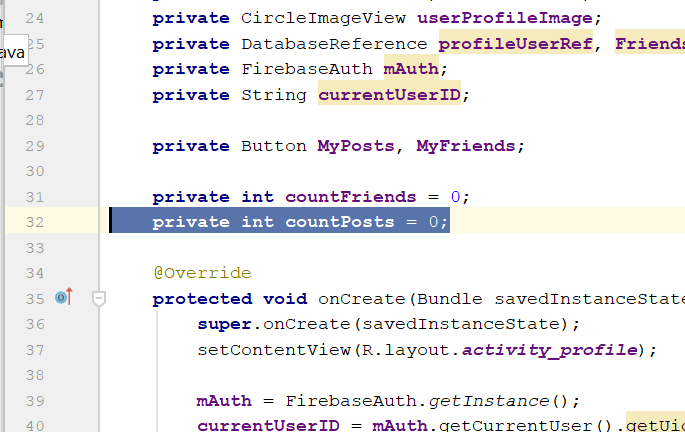 24 private CircleImageView userProfileImage;
25 private DatabaseReference profileUserRef, Friends
26 private FirebaseAuth mAuth;
27 private String currentUserID;
28
29 private Button MyPosts, MyFriends;
30
31 private int countFriends = 0;
32 private int countPosts = 0;
33
34 @Override
35 protected void onCreate(Bundle savedInstanceState
36 super.onCreate(savedInstanceState);
37 setContentView(R.layout.activity_profile);
38
39 mAuth = FirebaseAuth.getInstance();
40 currentUserID = mAuth.getCurrentUser().getUid
ava